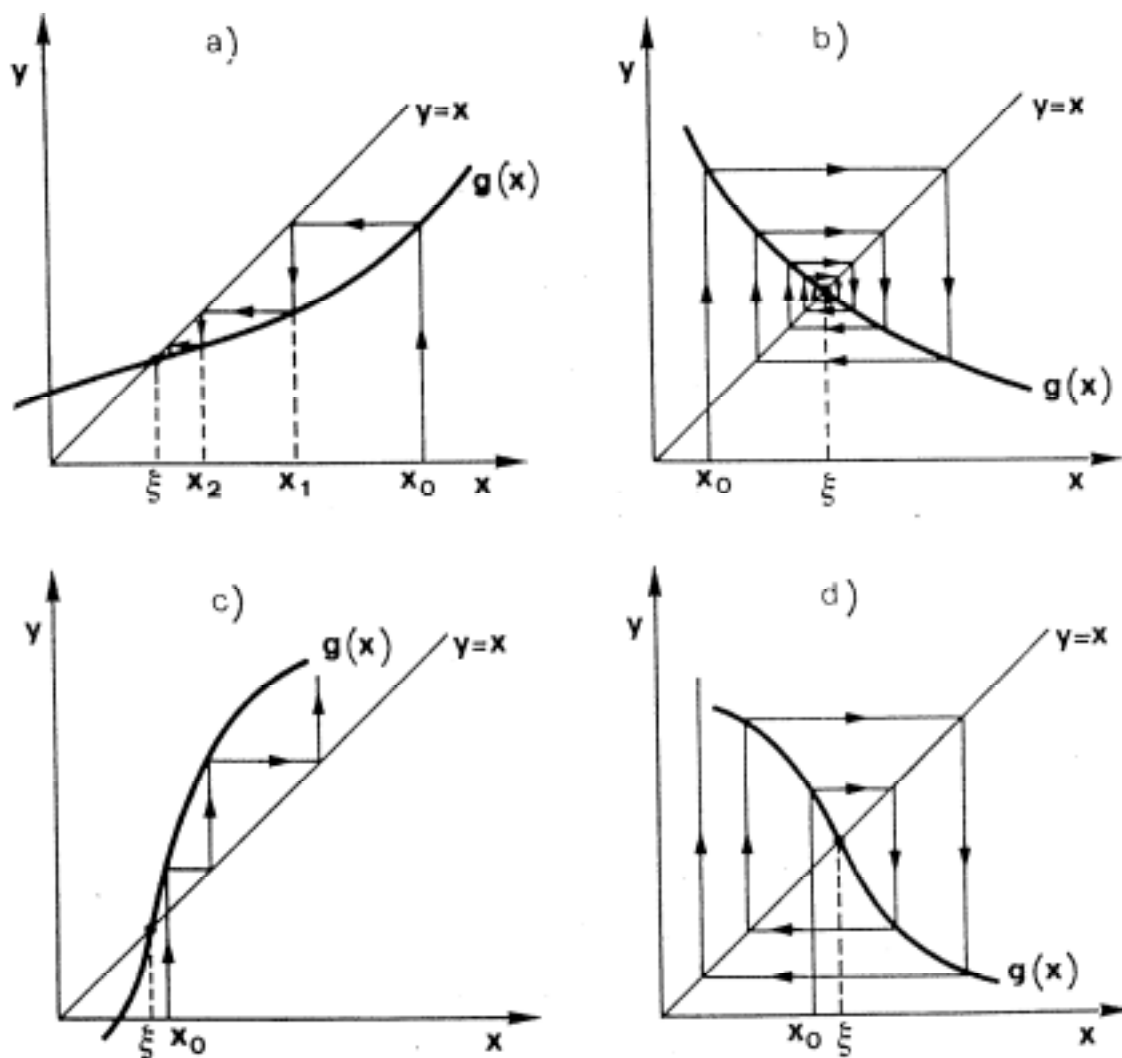 a)
y
y=x
g(x)
ξ x₂ x₁ x₀ x
b)
y
y=x
g(x)
x₀ ξ x
c)
y
g(x)
y=x
ξ x₀ x
d)
y
y=x
g(x)
x₀ ξ x